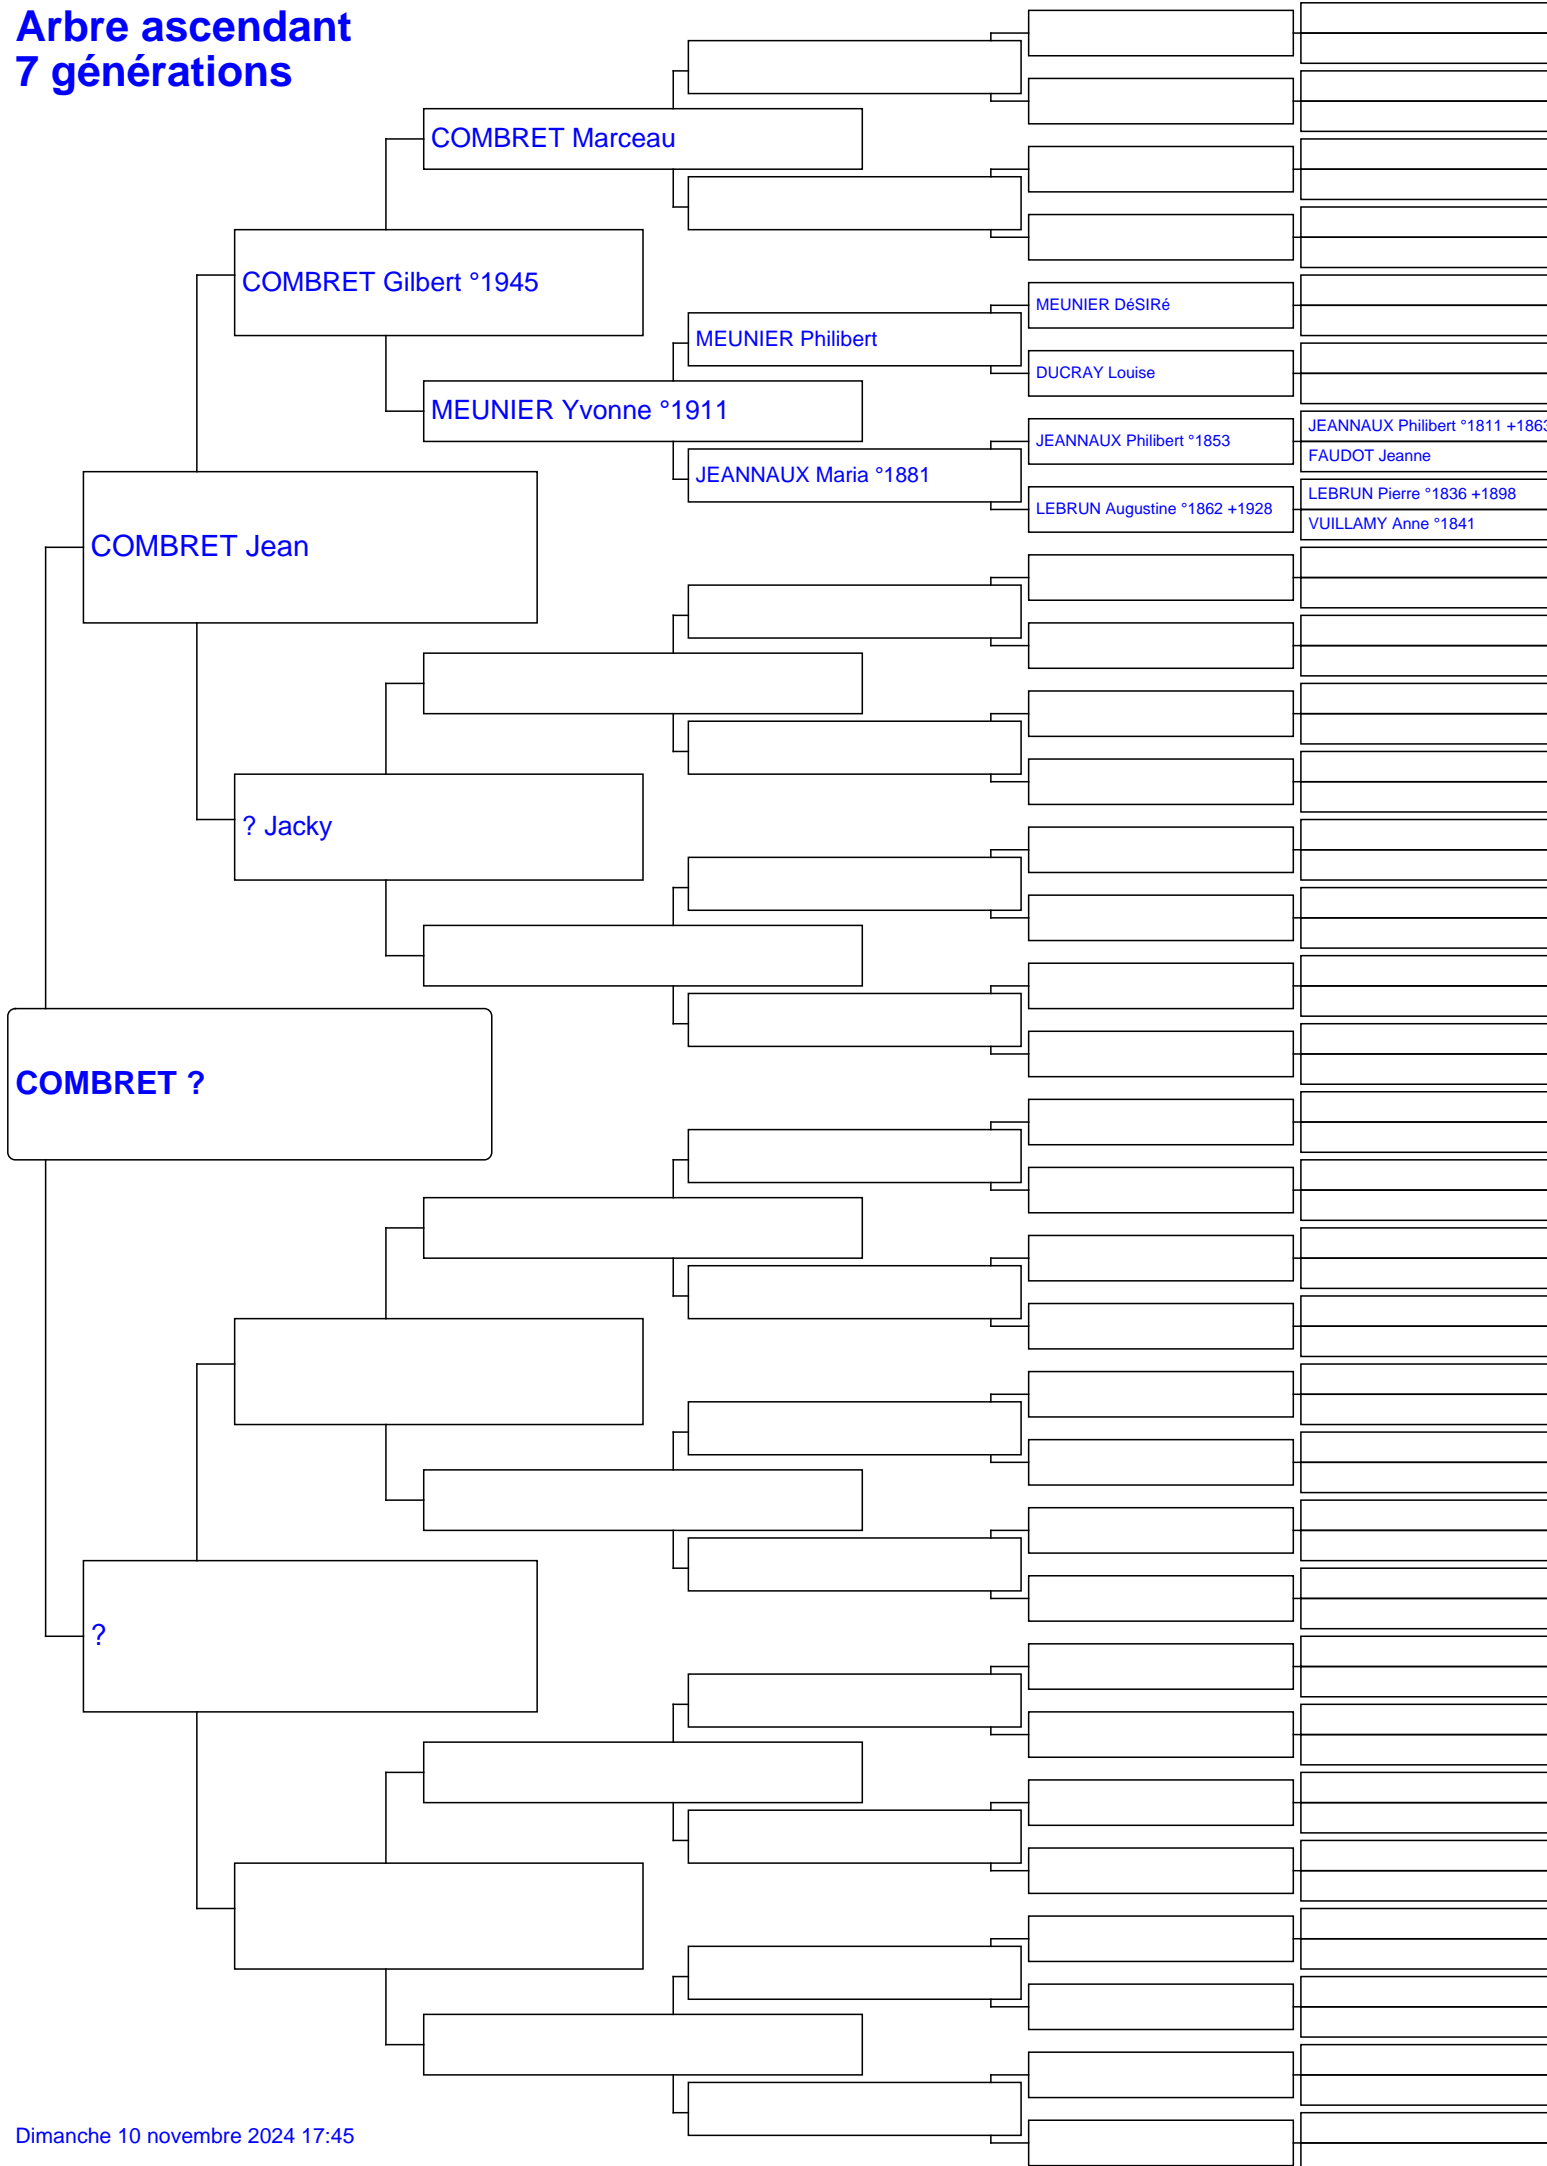 Arbre ascendant
7 générations
COMBRET Marceau
COMBRET Gilbert °1945
MEUNIER DéSIRé
MEUNIER Philibert
DUCRAY Louise
MEUNIER Yvonne °1911
JEANNAUX Philibert °1811 +1863
JEANNAUX Philibert °1853
FAUDOT Jeanne
JEANNAUX Maria °1881
LEBRUN Pierre °1836 +1898
LEBRUN Augustine °1862 +1928
VUILLAMY Anne °1841
COMBRET Jean
? Jacky
COMBRET ?
?
Dimanche 10 novembre 2024 17:45